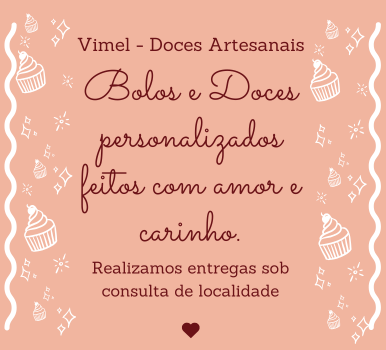 Vimel - Doces Artesanais
Bolos e Doces
personalizados
feitos com amor e
carinho.
Realizamos entregas sob
consulta de localidade